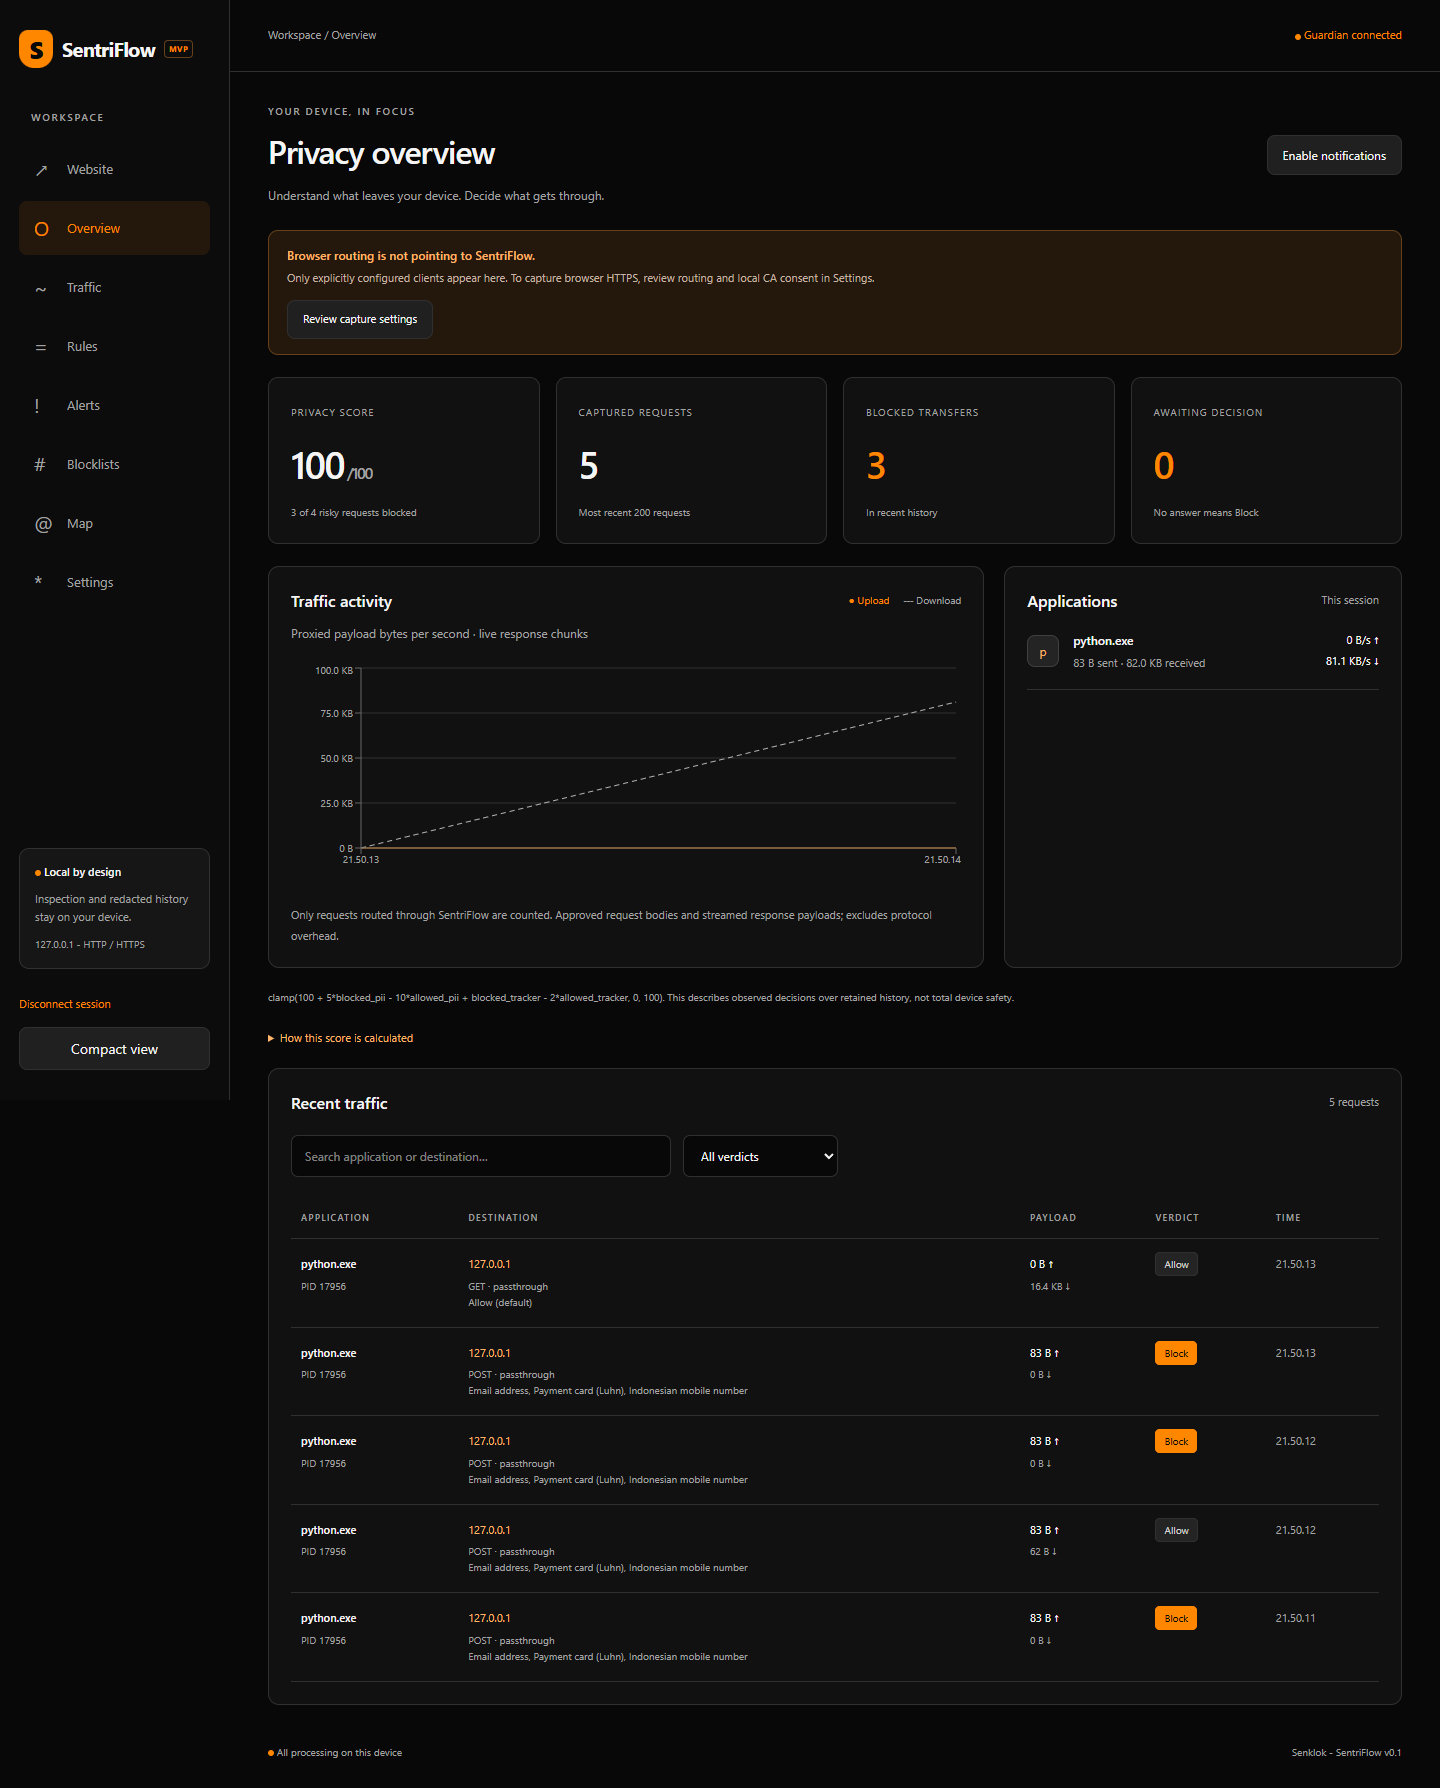 S SentriFlow MVP
WORKSPACE
↗ Website
O Overview
~ Traffic
= Rules
! Alerts
# Blocklists
@ Map
* Settings
Local by design
Inspection and redacted history
stay on your device.
127.0.0.1 - HTTP / HTTPS
Disconnect session
Compact view
Workspace / Overview
Guardian connected
YOUR DEVICE, IN FOCUS
Privacy overview
Enable notifications
Understand what leaves your device. Decide what gets through.
Browser routing is not pointing to SentriFlow.
Only explicitly configured clients appear here. To capture browser HTTPS, review routing and local CA consent in Settings.
Review capture settings
PRIVACY SCORE
100 /100
3 of 4 risky requests blocked
CAPTURED REQUESTS
5
Most recent 200 requests
BLOCKED TRANSFERS
3
In recent history
AWAITING DECISION
0
No answer means Block
Traffic activity
● Upload --- Download
Proxied payload bytes per second · live response chunks
100.0 KB
75.0 KB
50.0 KB
25.0 KB
0 B
21.50.13 21.50.14
Only requests routed through SentriFlow are counted. Approved request bodies and streamed response payloads; excludes protocol
overhead.
Applications
This session
p
python.exe
0 B/s ↑
83 B sent · 82.0 KB received
81.1 KB/s ↓
clamp(100 + 5*blocked_pii - 10*allowed_pii + blocked_tracker - 2*allowed_tracker, 0, 100). This describes observed decisions over retained history, not total device safety.
▶ How this score is calculated
Recent traffic
5 requests
Search application or destination...
All verdicts
APPLICATION DESTINATION PAYLOAD VERDICT TIME
python.exe 127.0.0.1 0 B ↑ Allow 21.50.13
PID 17956 GET · passthrough 16.4 KB ↓
Allow (default)
python.exe 127.0.0.1 83 B ↑ Block 21.50.13
PID 17956 POST · passthrough 0 B ↓
Email address, Payment card (Luhn), Indonesian mobile number
python.exe 127.0.0.1 83 B ↑ Block 21.50.12
PID 17956 POST · passthrough 0 B ↓
Email address, Payment card (Luhn), Indonesian mobile number
python.exe 127.0.0.1 83 B ↑ Allow 21.50.12
PID 17956 POST · passthrough 62 B ↓
Email address, Payment card (Luhn), Indonesian mobile number
python.exe 127.0.0.1 83 B ↑ Block 21.50.11
PID 17956 POST · passthrough 0 B ↓
Email address, Payment card (Luhn), Indonesian mobile number
All processing on this device
Senklok - SentriFlow v0.1